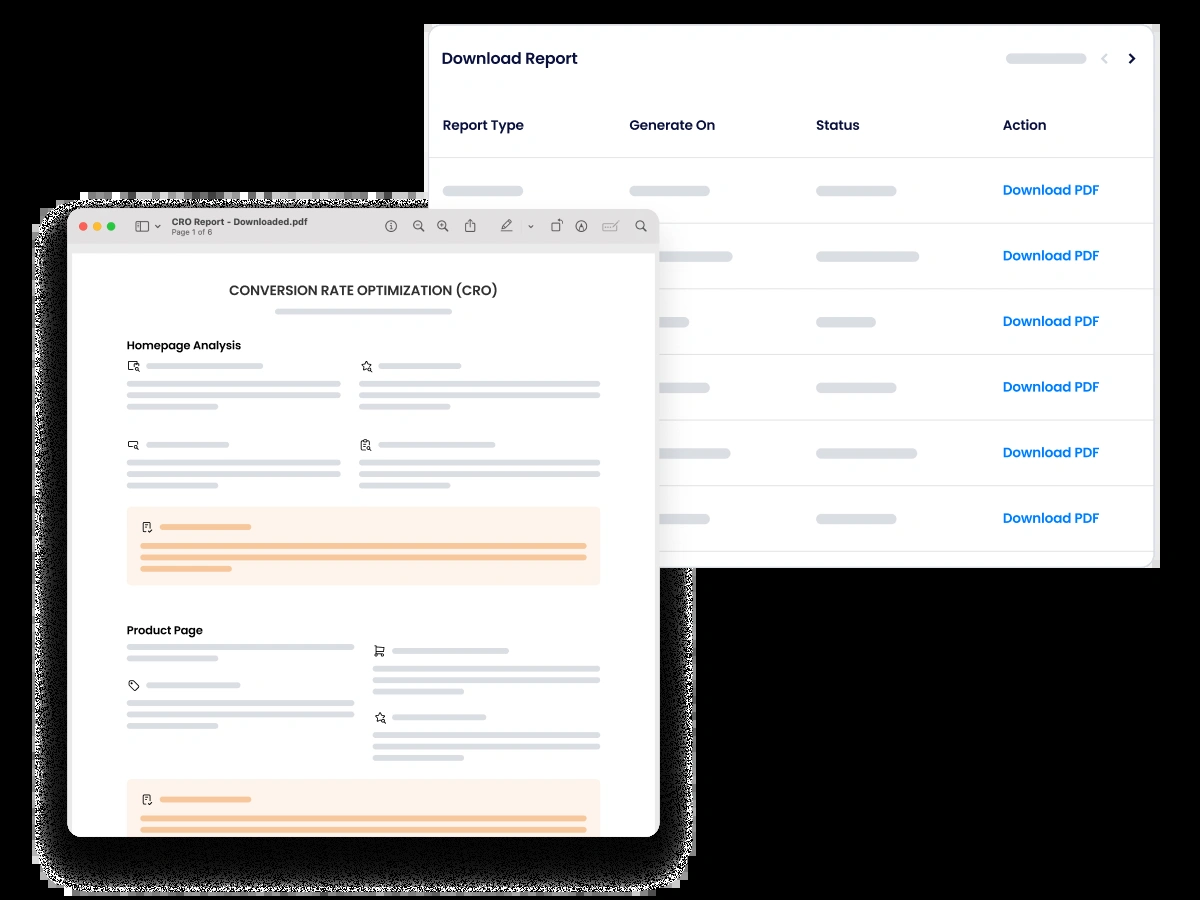 Download Report
Report Type Generate On Status Action
Download PDF
Download PDF
Download PDF
Download PDF
Download PDF
Download PDF
CRO Report - Downloaded.pdf
Page 1 of 6
CONVERSION RATE OPTIMIZATION (CRO)
Homepage Analysis
Product Page